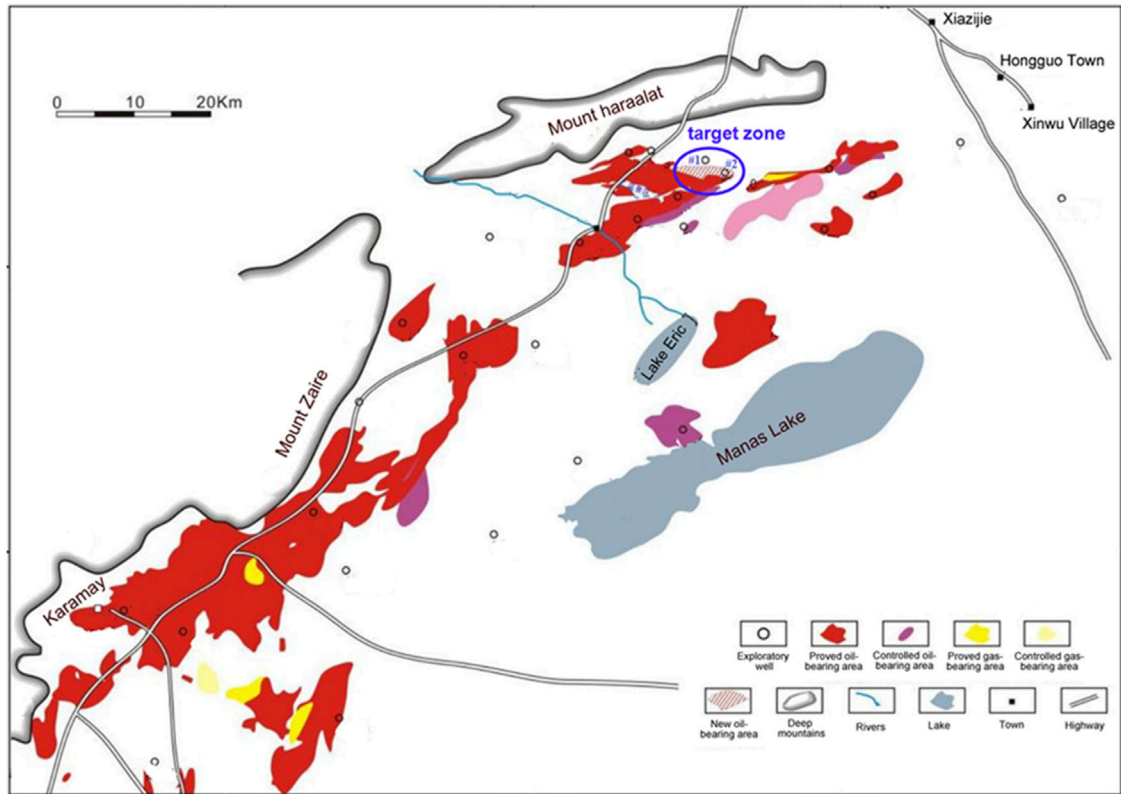 Xiazijie
Hongguo Town
Xinwu Village
0 10 20Km
Mount haraalat
target zone
#1
#2
Lake Eric
Mount Zaire
Manas Lake
Karamay
Exploratory
well
Proved oil-
bearing area
Controlled oil-
bearing area
Proved gas-
bearing area
Controlled gas-
bearing area
New oil-
bearing area
Deep
mountains
Rivers
Lake
Town
Highway